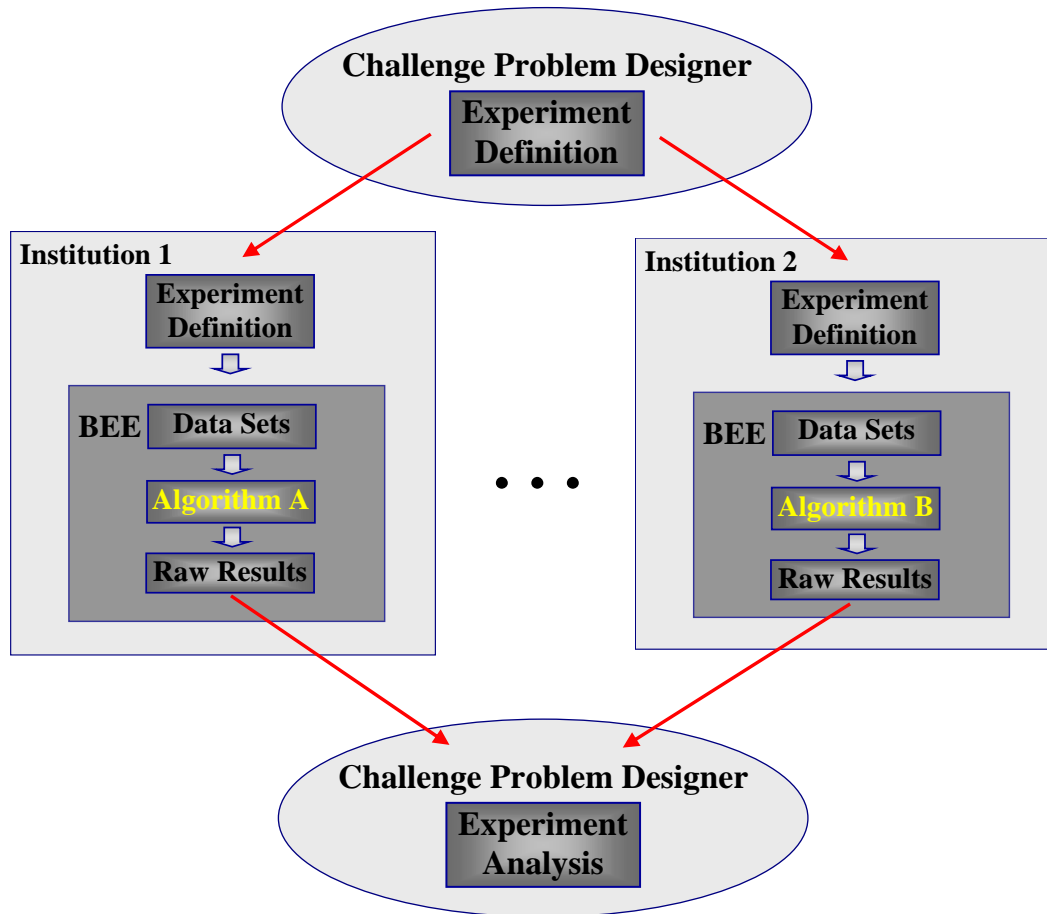 Challenge Problem Designer
Experiment
Definition
Institution 1
Experiment
Definition
BEE
Data Sets
Algorithm A
Raw Results
• • •
Institution 2
Experiment
Definition
BEE
Data Sets
Algorithm B
Raw Results
Challenge Problem Designer
Experiment
Analysis